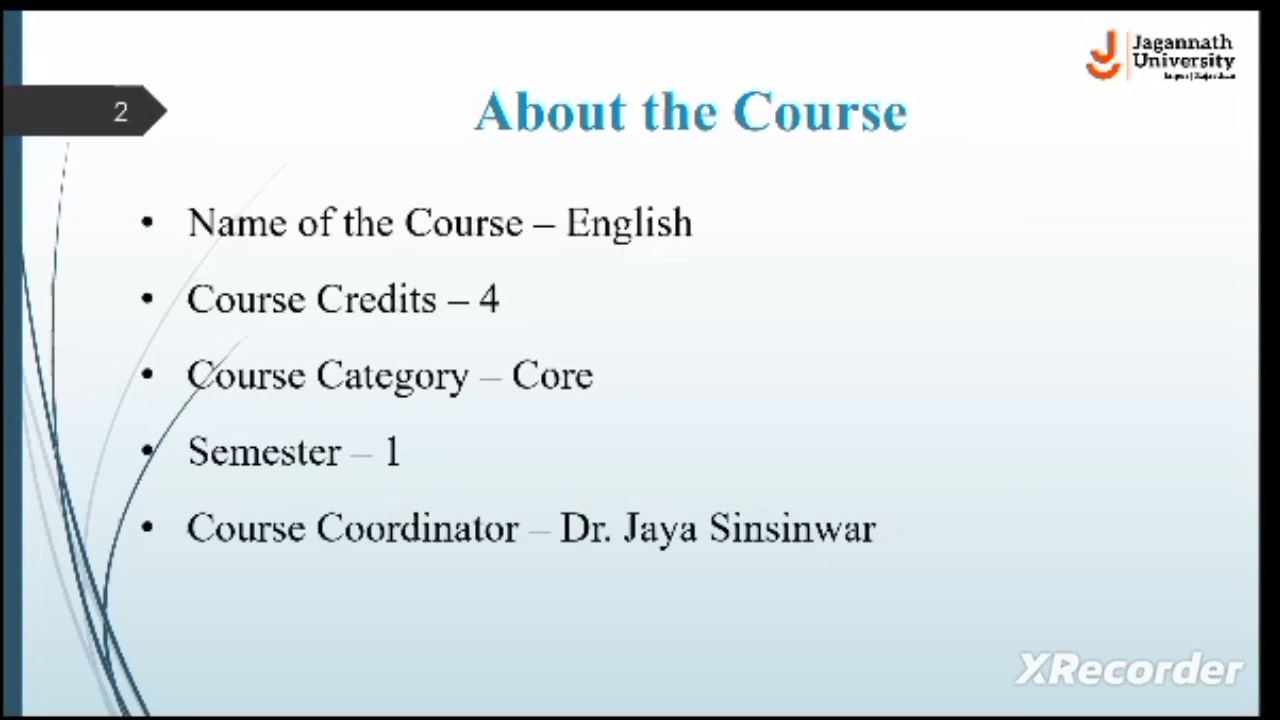 Jagannath
University
2
About the Course
• Name of the Course – English
• Course Credits – 4
• Course Category – Core
• Semester – 1
• Course Coordinator – Dr. Jaya Sinsinwar
XRecorder